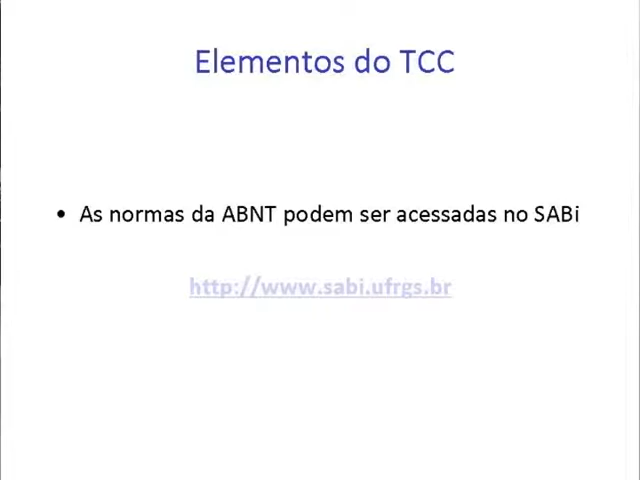 Elementos do TCC
• As normas da ABNT podem ser acessadas no SABi
http://www.sabi.ufrgs.br